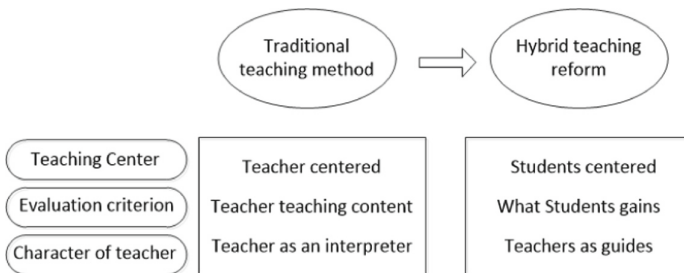 Traditional
teaching method
Hybrid teaching
reform
Teaching Center
Teacher centered
Students centered
Evaluation criterion
Teacher teaching content
What Students gains
Character of teacher
Teacher as an interpreter
Teachers as guides